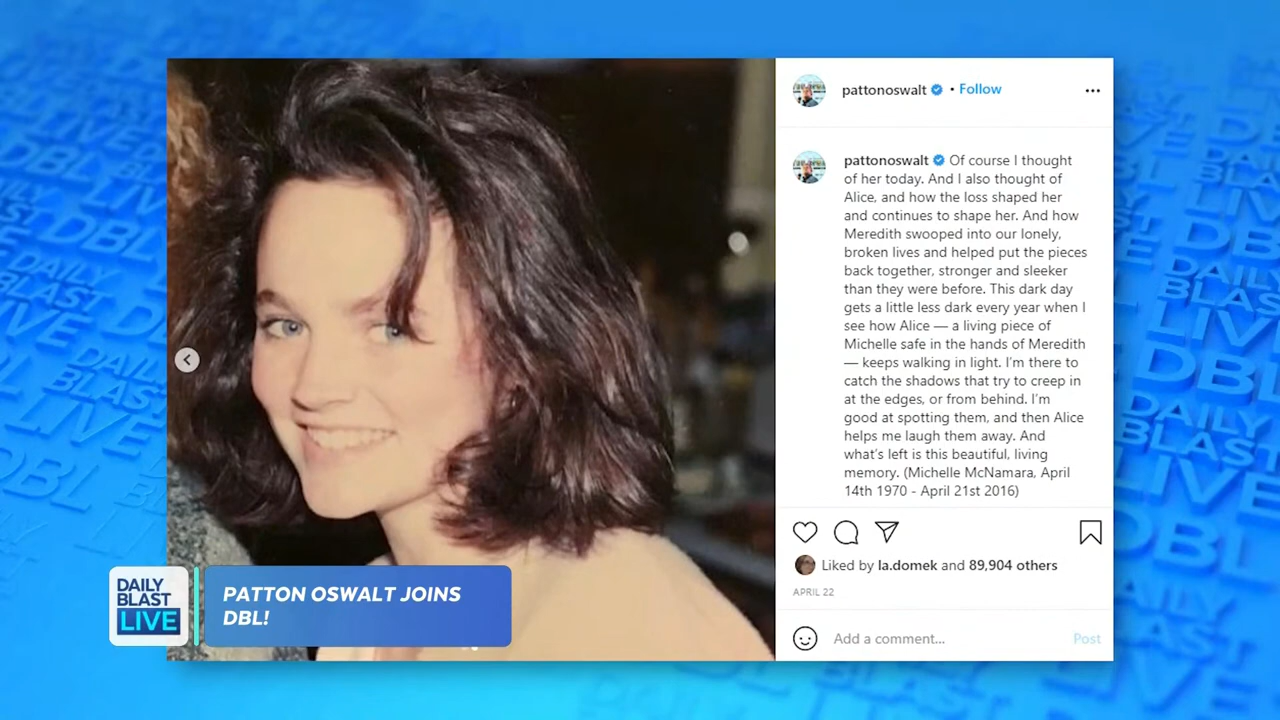 pattonoswalt • Follow
pattonoswalt Of course I thought
of her today. And I also thought of
Alice, and how the loss shaped her
and continues to shape her. And how
Meredith swooped into our lonely,
broken lives and helped put the pieces
back together, stronger and sleeker
than they were before. This dark day
gets a little less dark every year when I
see how Alice — a living piece of
Michelle safe in the hands of Meredith
— keeps walking in light. I'm there to
catch the shadows that try to creep in
at the edges, or from behind. I'm
good at spotting them, and then Alice
helps me laugh them away. And
what's left is this beautiful, living
memory. (Michelle McNamara, April
14th 1970 - April 21st 2016)
Liked by la.domek and 89,904 others
APRIL 22
Add a comment... Post
DAILY
BLAST
LIVE
PATTON OSWALT JOINS
DBL!
DAILY
BLAST
LIVE
DBL